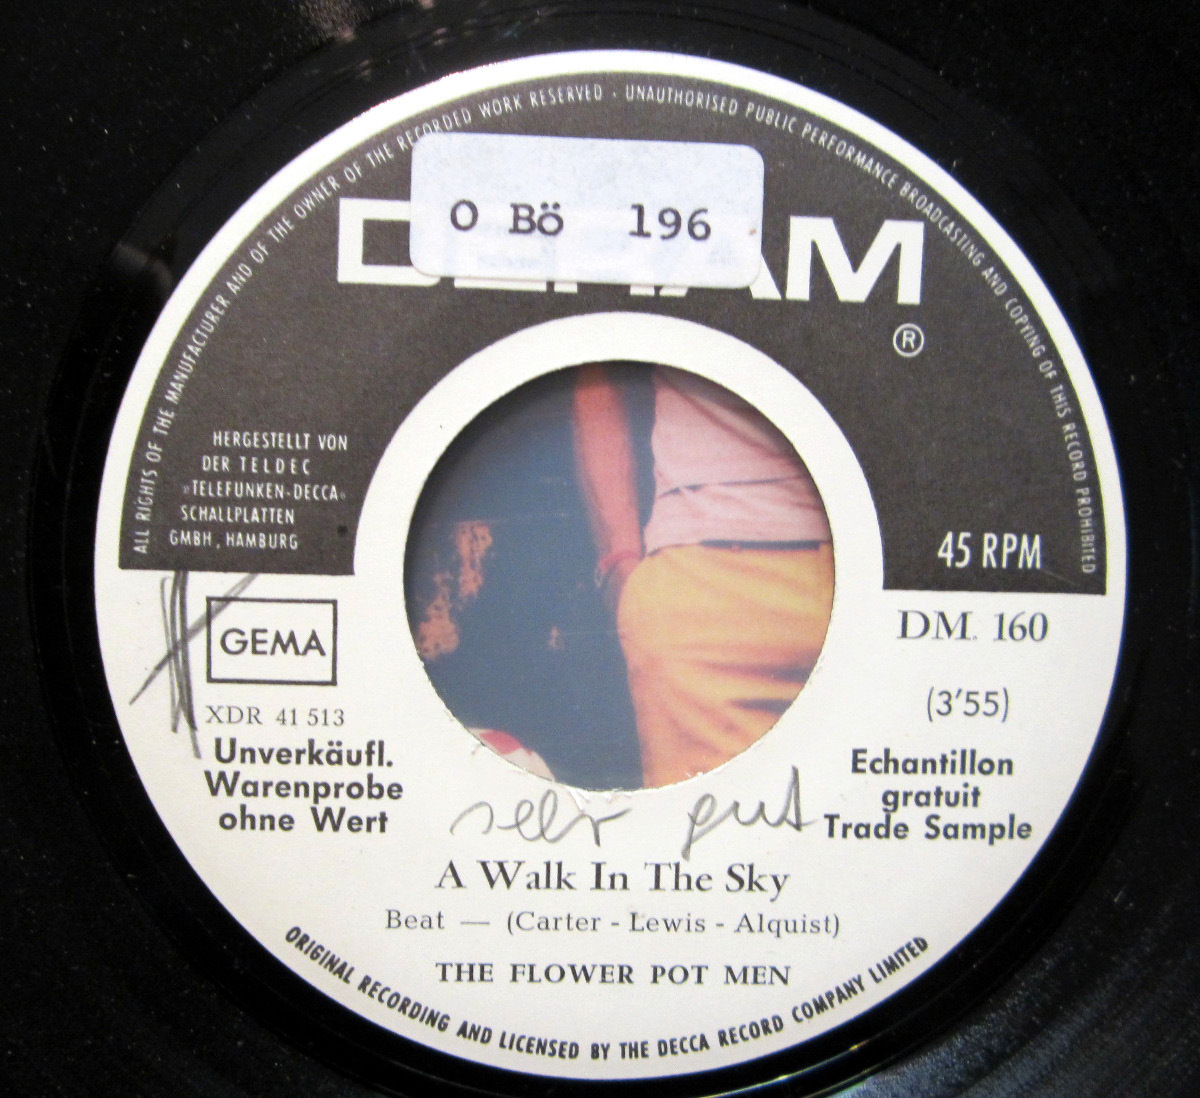 ALL RIGHTS OF THE MANUFACTURER AND OF THE OWNER OF THE RECORDED WORK RESERVED · UNAUTHORISED PUBLIC PERFORMANCE BROADCASTING AND COPYING OF THIS RECORD PROHIBITED
O Bö 196
®
HERGESTELLT VON
DER TELDEC
»TELEFUNKEN-DECCA«
SCHALLPLATTEN
GMBH, HAMBURG
45 RPM
GEMA
DM. 160
XDR 41 513
(3'55)
Unverkäufl.
Warenprobe
ohne Wert
Echantillon
gratuit
Trade Sample
sehr gut
A Walk In The Sky
Beat — (Carter - Lewis - Alquist)
THE FLOWER POT MEN
ORIGINAL RECORDING AND LICENSED BY THE DECCA RECORD COMPANY LIMITED